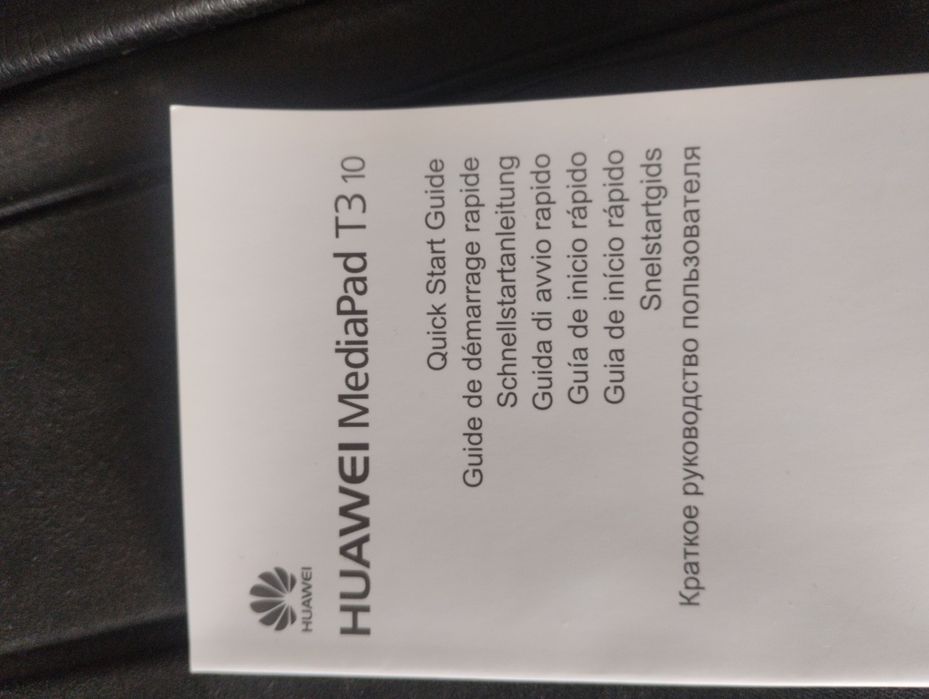 HUAWEI
HUAWEI MediaPad T3 10
Quick Start Guide
Guide de démarrage rapide
Schnellstartanleitung
Guida di avvio rapido
Guía de inicio rápido
Guia de início rápido
Snelstartgids
Краткое руководство пользователя